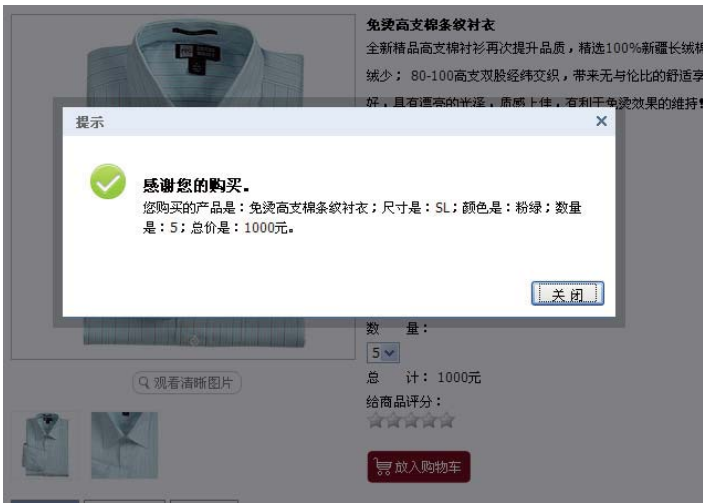 免烫高支棉条纹衬衣
全新精品高支棉衬衫再次提升品质，精选100%新疆长绒棉
绒少； 80-100高支双股经纬交织，带来无与伦比的舒适享
好，具有漂亮的光泽，质感上佳，有利于免烫效果的维持
提示
感谢您的购买。
您购买的产品是：免烫高支棉条纹衬衣；尺寸是：SL；颜色是：粉绿；数量
是：5；总价是：1000元。
关闭
数 量：
5
总 计： 1000元
给商品评分：
观看清晰图片
放入购物车